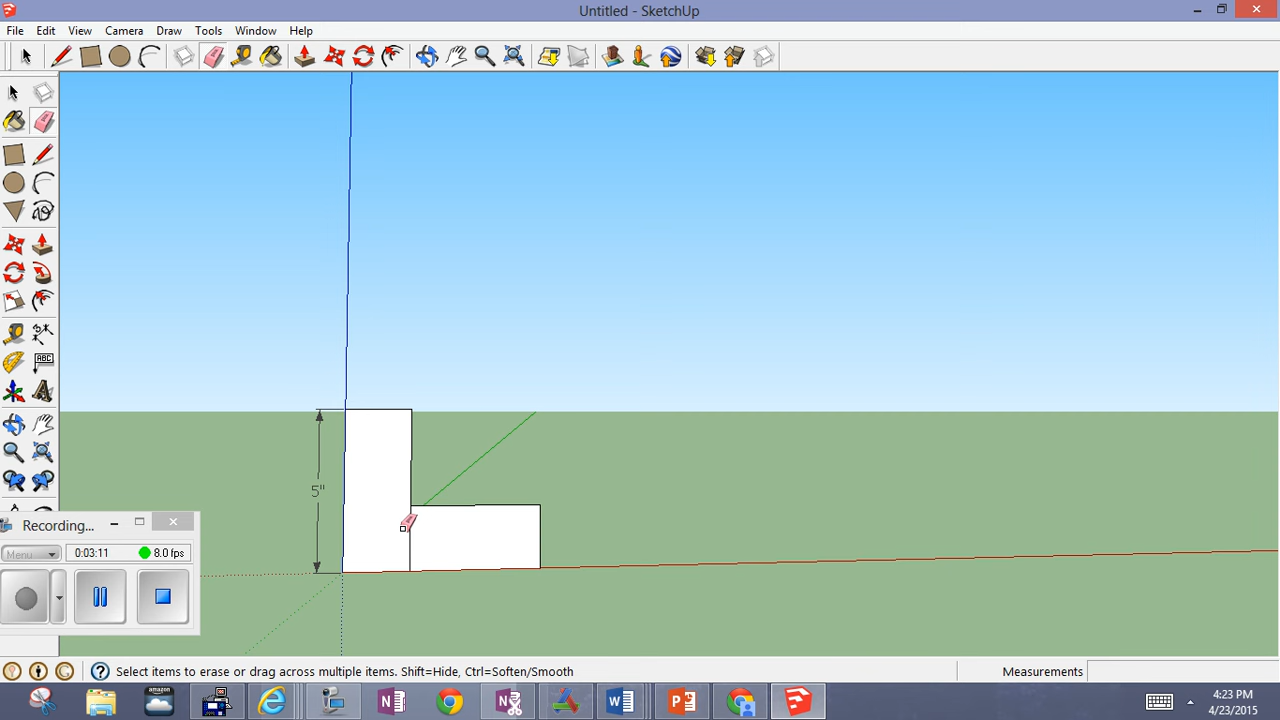 Untitled - SketchUp
File Edit View Camera Draw Tools Window Help
ABC
5"
Recording...
Menu
0:03:11 8.0 fps
Select items to erase or drag across multiple items. Shift=Hide, Ctrl=Soften/Smooth
Measurements
amazon
4:23 PM
4/23/2015